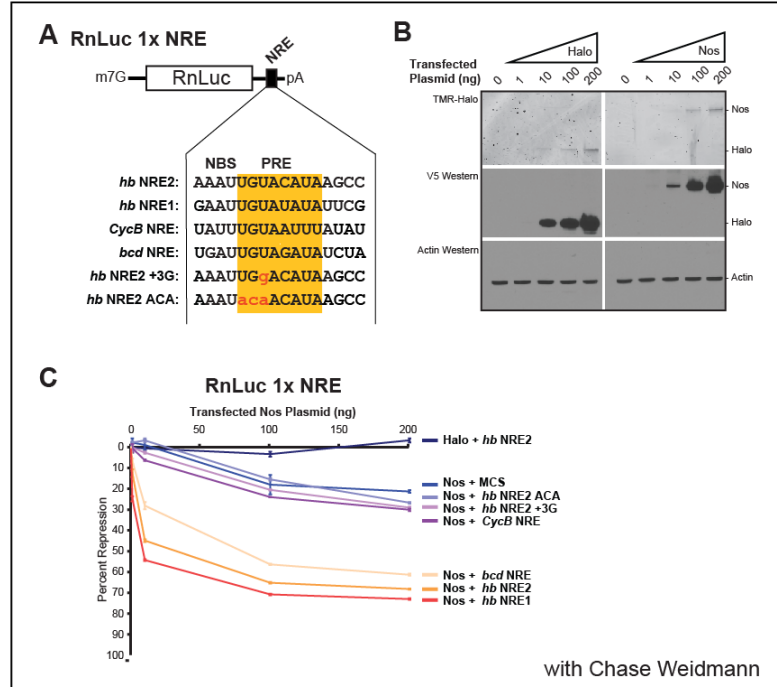 A RnLuc 1x NRE
NRE
m7G RnLuc pA
NBS PRE
hb NRE2: AAAUUGUACAUAAGCC
hb NRE1: GAAUUGUAUAUAUUCG
CycB NRE: UAUUUGUAAUUUAUAU
bcd NRE: UGAUUGUAGAUAUCUA
hb NRE2 +3G: AAAUUGgACAUAAGCC
hb NRE2 ACA: AAAUacaACAUAAGCC
B
Halo Nos
Transfected
Plasmid (ng) 0 1 10 100 200 0 1 10 100 200
TMR-Halo
Nos
Halo
V5 Western
Nos
Halo
Actin Western
Actin
C
RnLuc 1x NRE
Transfected Nos Plasmid (ng)
0 50 100 150 200
Percent Repression
0
10
20
30
40
50
60
70
80
90
100
Halo + hb NRE2
Nos + MCS
Nos + hb NRE2 ACA
Nos + hb NRE2 +3G
Nos + CycB NRE
Nos + bcd NRE
Nos + hb NRE2
Nos + hb NRE1
with Chase Weidmann